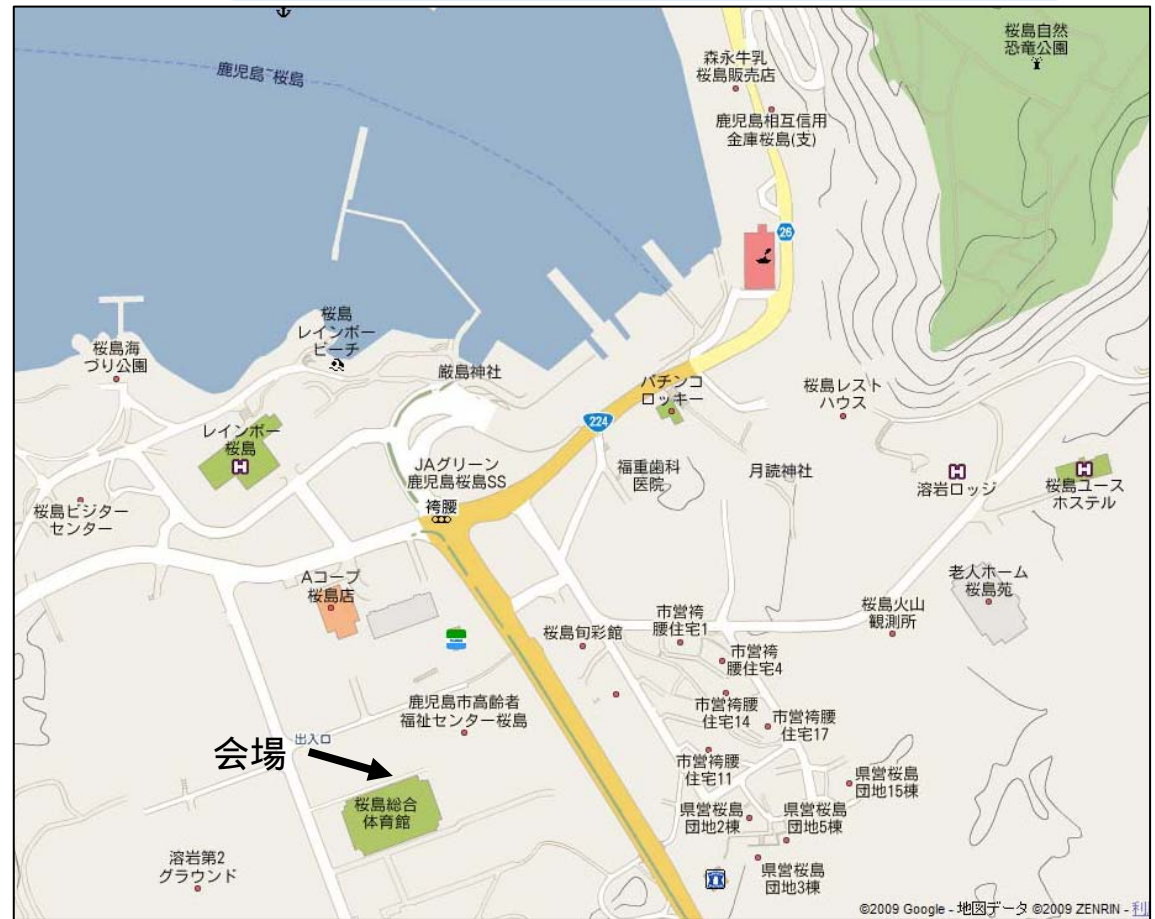 鹿児島-桜島
桜島自然
恐竜公園
森永牛乳
桜島販売店
鹿児島相互信用
金庫桜島(支)
26
桜島
レインボー
ビーチ
桜島海
づり公園
厳島神社
パチンコ
ロッキー
桜島レスト
ハウス
224
レインボー
桜島
H
JAグリーン
鹿児島桜島SS
福重歯科
医院
月読神社
H
溶岩ロッジ
H
桜島ユース
ホステル
桜島ビジター
センター
袴腰
Aコープ
桜島店
老人ホーム
桜島苑
桜島火山
観測所
市営袴
腰住宅1
桜島旬彩館
市営袴
腰住宅4
鹿児島市高齢者
福祉センター桜島
市営袴腰
住宅14
市営袴腰
住宅17
出入口
会場
市営袴腰
住宅11
県営桜島
団地15棟
桜島総合
体育館
県営桜島
団地2棟
県営桜島
団地5棟
溶岩第2
グラウンド
県営桜島
団地3棟
©2009 Google - 地図データ ©2009 ZENRIN - 利